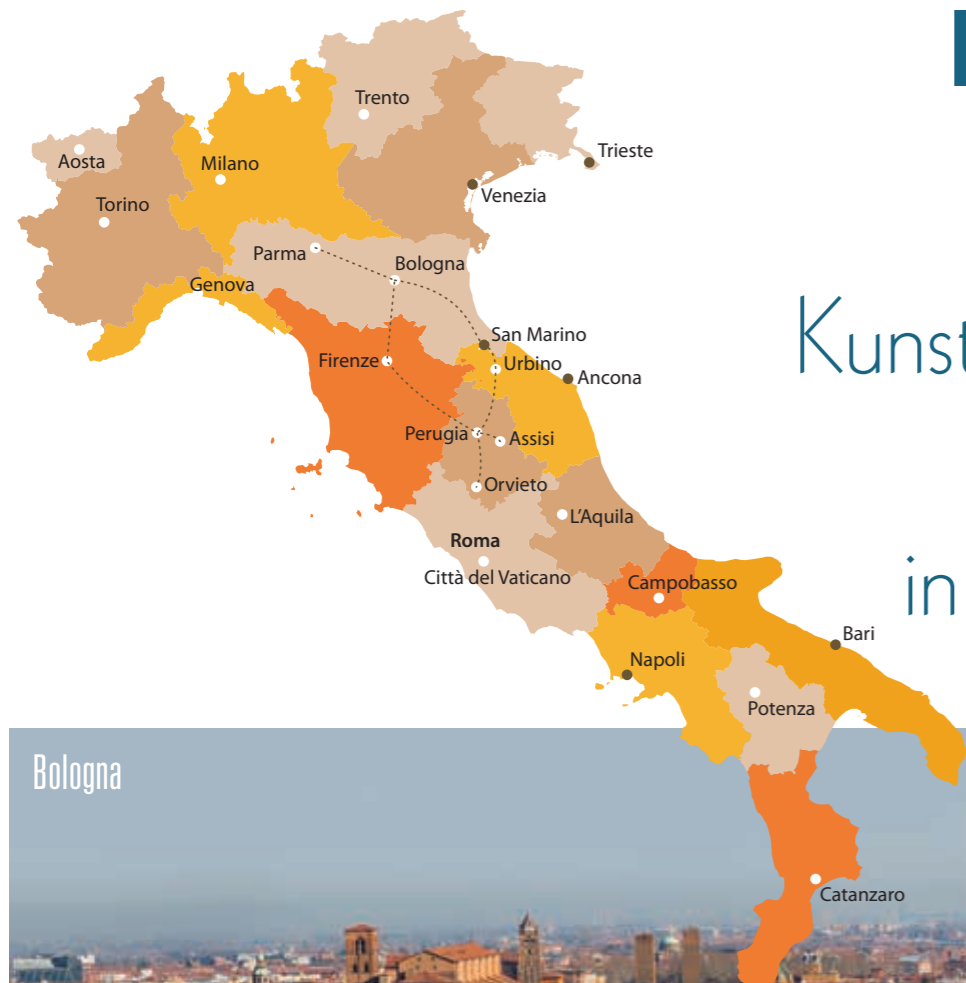 Trento
Trieste
Aosta
Milano
Venezia
Torino
Parma
Bologna
Genova
San Marino
Kunst
Firenze
Urbino
Ancona
Perugia
Assisi
Orvieto
L'Aquila
Roma
Città del Vaticano
Campobasso
in
Bari
Napoli
Potenza
Bologna
Catanzaro